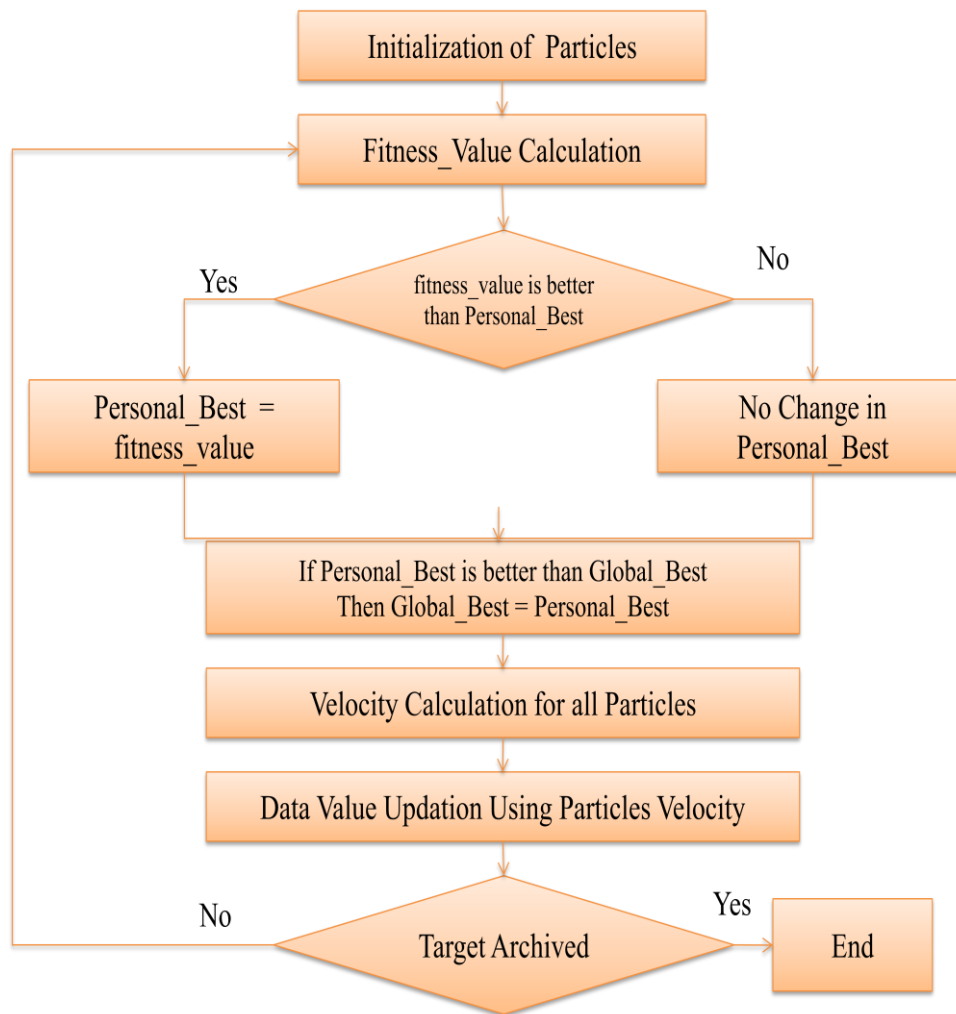 Initialization of Particles
Fitness_Value Calculation
Yes
No
fitness_value is better
than Personal_Best
Personal_Best =
fitness_value
No Change in
Personal_Best
If Personal_Best is better than Global_Best
Then Global_Best = Personal_Best
Velocity Calculation for all Particles
Data Value Updation Using Particles Velocity
No
Yes
Target Archived
End